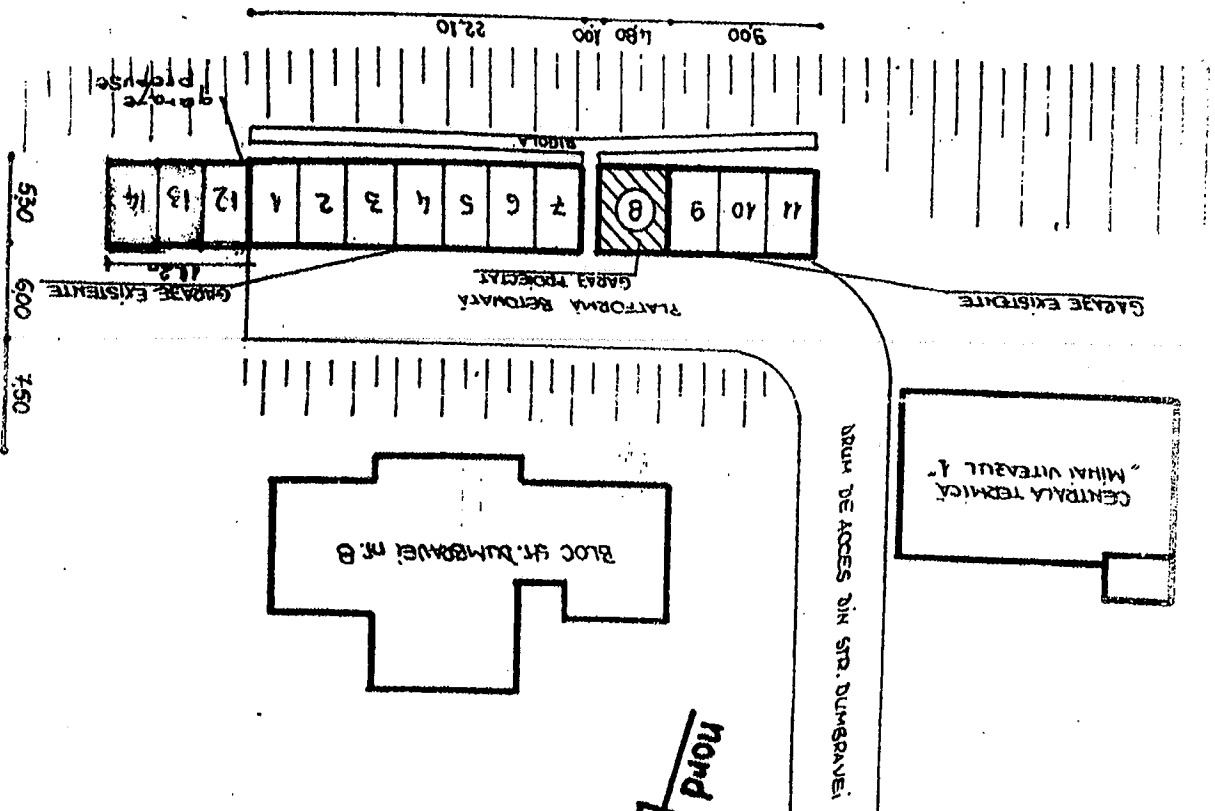 nord
DRUM DE ACCES DIN STR. DUMBRAVEI
BLOC str. DUMBRAVEI nr. 8
CENTRALA TERMICĂ
„MIHAI VITEAZUL 1"
7,50
6,00
5,30
GARAJE EXISTENTE
PLATFORMĂ BETONATĂ
GARAJ PROIECTAT
GARAJE EXISTENTE
11 10 9 8 7 6 5 4 3 2 1 12 13 14
RIGOLĂ
garaje
propuse
9,00 4,80 1,00 22,10